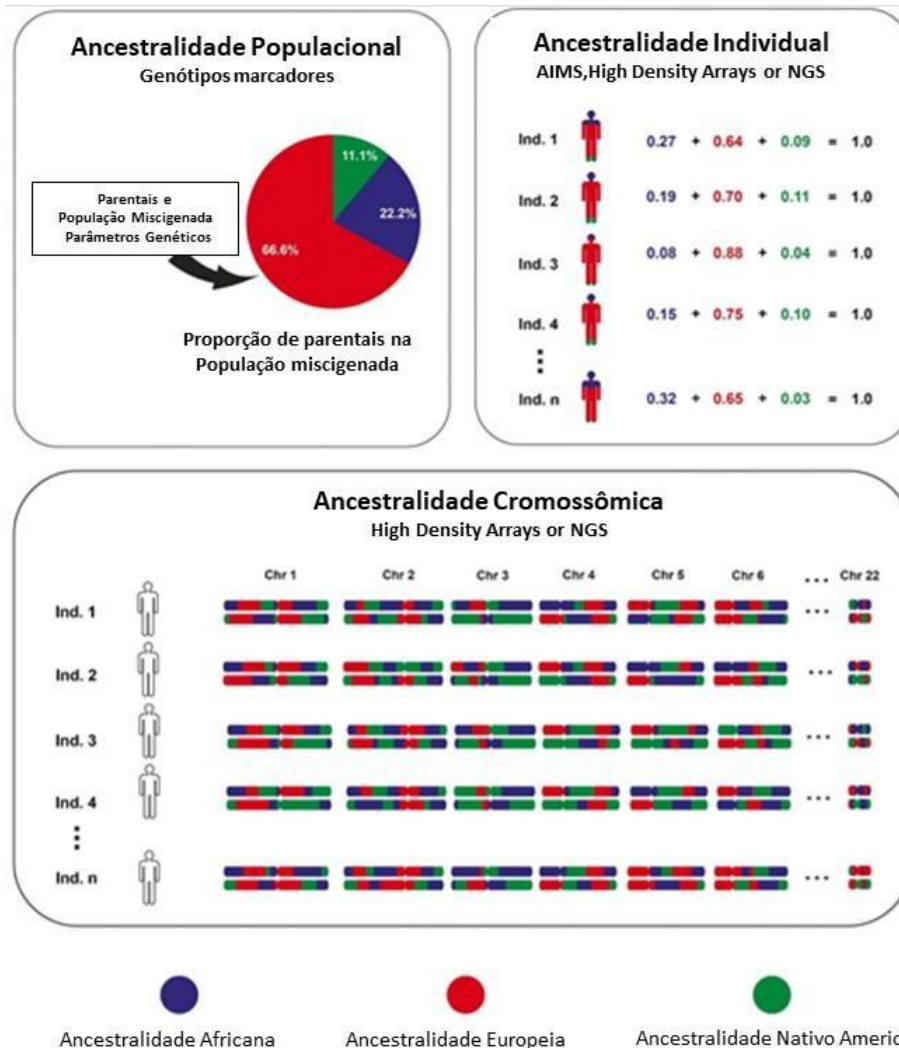 Ancestralidade Populacional
Genótipos marcadores
Parentais e
População Miscigenada
Parâmetros Genéticos
11.1%
22.2%
66.6%
Proporção de parentais na
População miscigenada
Ancestralidade Individual
AIMS,High Density Arrays or NGS
Ind. 1 0.27 + 0.64 + 0.09 = 1.0
Ind. 2 0.19 + 0.70 + 0.11 = 1.0
Ind. 3 0.08 + 0.88 + 0.04 = 1.0
Ind. 4 0.15 + 0.75 + 0.10 = 1.0
Ind. n 0.32 + 0.65 + 0.03 = 1.0
Ancestralidade Cromossômica
High Density Arrays or NGS
Chr 1 Chr 2 Chr 3 Chr 4 Chr 5 Chr 6 ... Chr 22
Ind. 1 ...
Ind. 2 ...
Ind. 3 ...
Ind. 4 ...
Ind. n ...
Ancestralidade Africana Ancestralidade Europeia Ancestralidade Nativo Americ